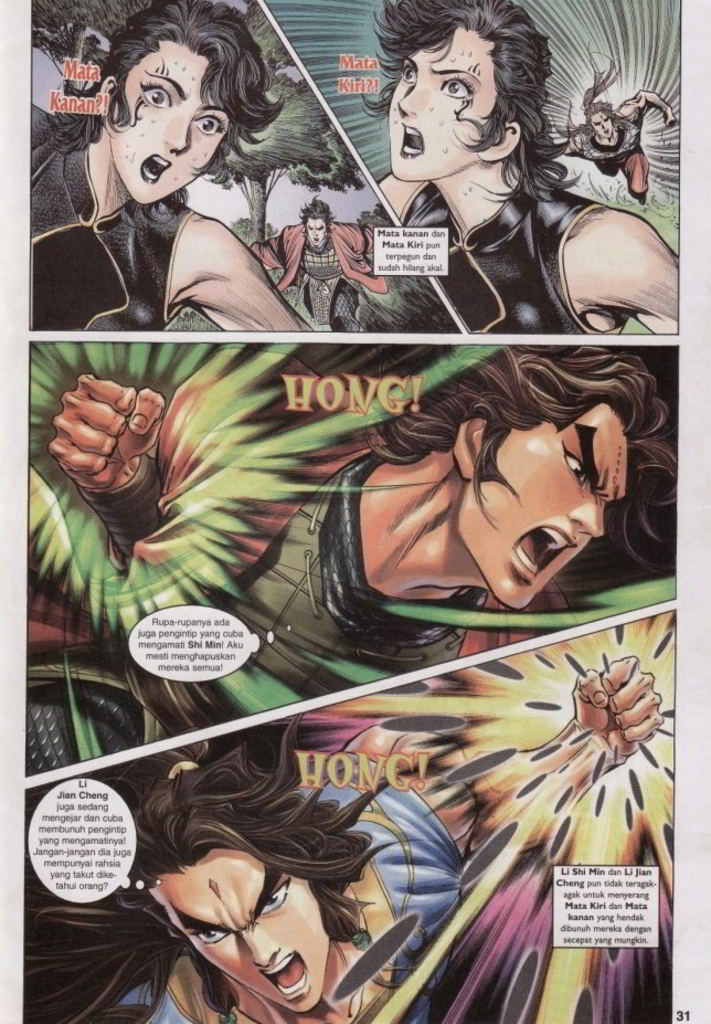 Mata
Kanan?!
Mata
Kiri?!
Mata kanan dan
Mata Kiri pun
terpegun dan
sudah hilang akal.
HONG!
Rupa-rupanya ada
juga pengintip yang cuba
mengamati Shi Min! Aku
mesti menghapuskan
mereka semua!
HONG!
Li
Jian Cheng
juga sedang
mengejar dan cuba
membunuh pengintip
yang mengamatinya!
Jangan-jangan dia juga
mempunyai rahsia
yang takut dike-
tahui orang?
Li Shi Min dan Li Jian
Cheng pun tidak teragak-
agak untuk menyerang
Mata Kiri dan Mata
kanan yang hendak
dibunuh mereka dengan
secepat yang mungkin.
31